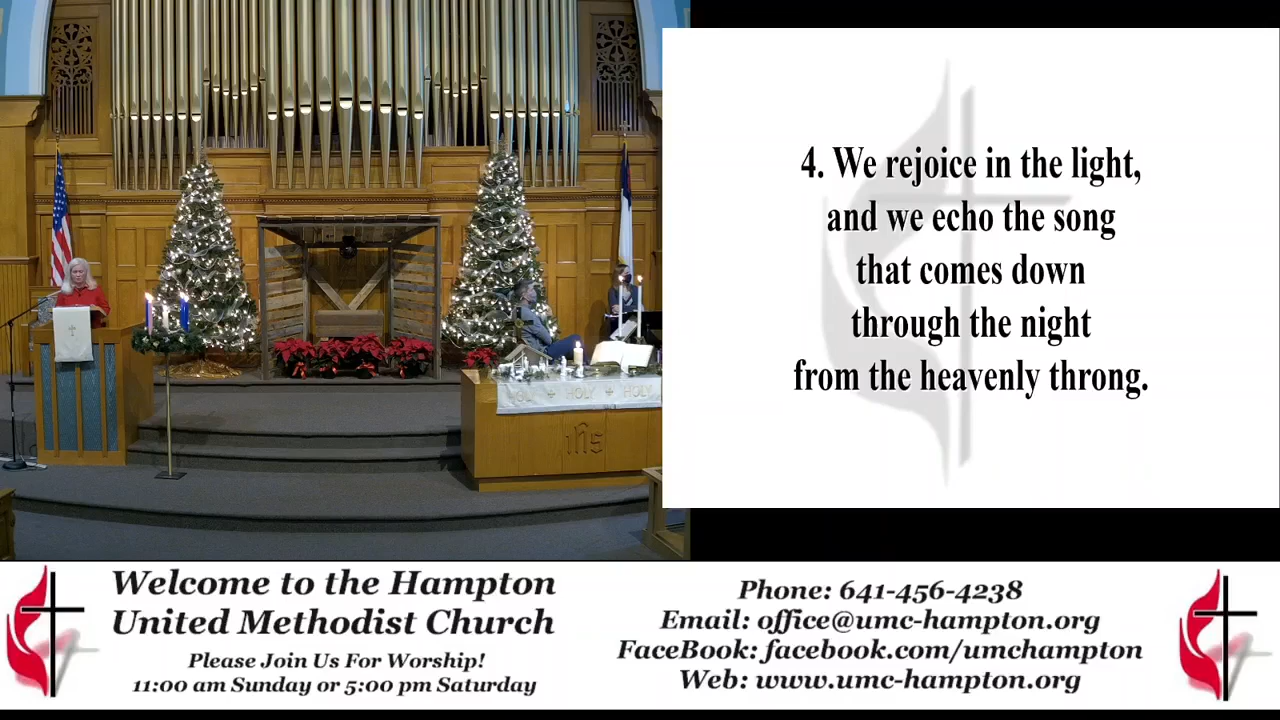 4. We rejoice in the light,
and we echo the song
that comes down
through the night
from the heavenly throng.
HOLY HOLY
ihs
Welcome to the Hampton
United Methodist Church
Please Join Us For Worship!
11:00 am Sunday or 5:00 pm Saturday
Phone: 641-456-4238
Email: office@umc-hampton.org
FaceBook: facebook.com/umchampton
Web: www.umc-hampton.org